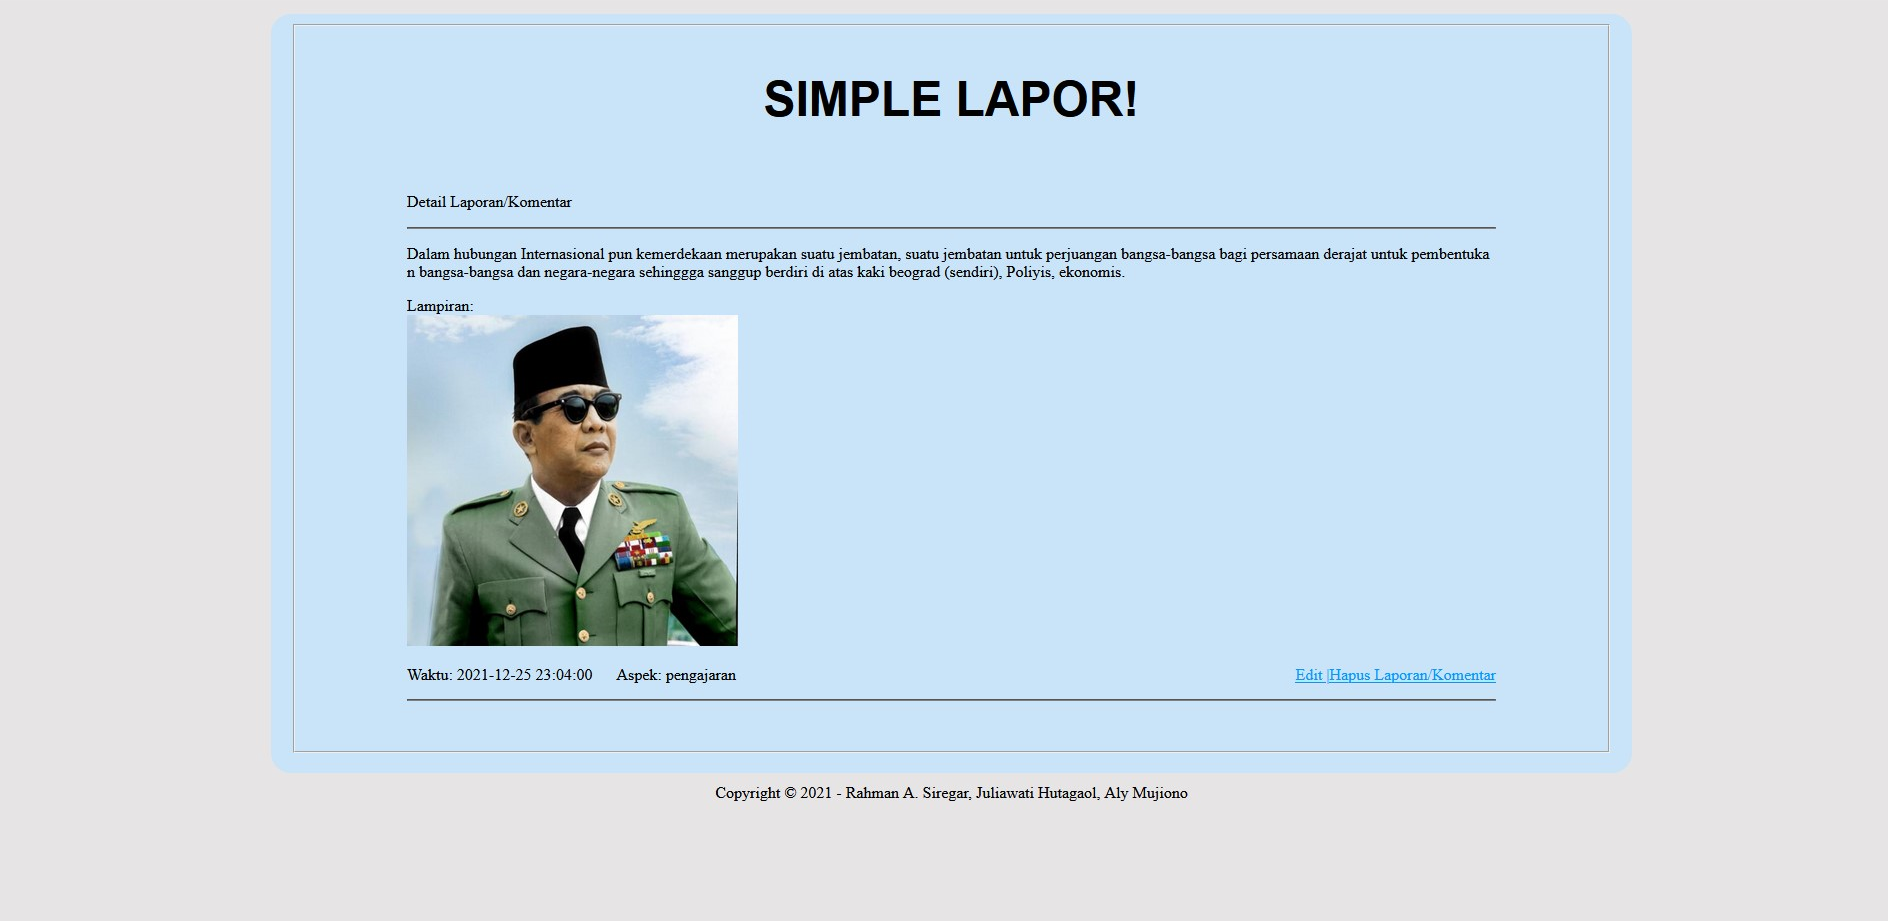 SIMPLE LAPOR!
Detail Laporan/Komentar
Dalam hubungan Internasional pun kemerdekaan merupakan suatu jembatan, suatu jembatan untuk perjuangan bangsa-bangsa bagi persamaan derajat untuk pembentuka
n bangsa-bangsa dan negara-negara sehinggga sanggup berdiri di atas kaki beograd (sendiri), Poliyis, ekonomis.
Lampiran:
Waktu: 2021-12-25 23:04:00 Aspek: pengajaran Edit |Hapus Laporan/Komentar
Copyright © 2021 - Rahman A. Siregar, Juliawati Hutagaol, Aly Mujiono